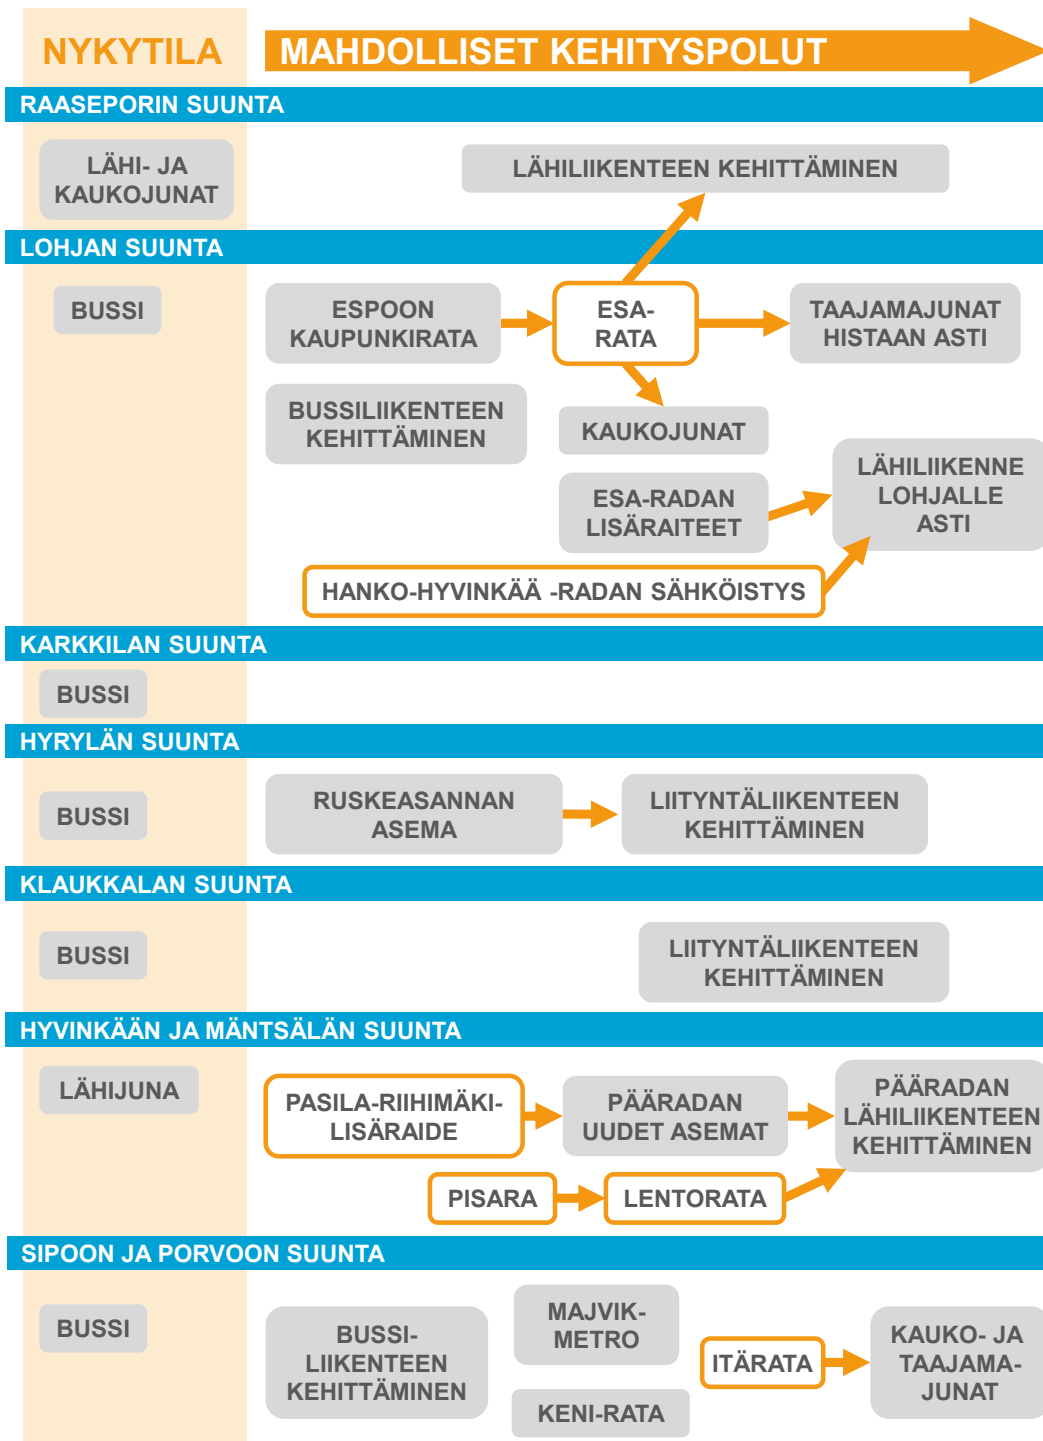 NYKYTILA
MAHDOLLISET KEHITYSPOLUT
RAASEPORIN SUUNTA
LÄHI- JA
KAUKOJUNAT
LÄHILIIKENTEEN KEHITTÄMINEN
LOHJAN SUUNTA
BUSSI
ESPOON
KAUPUNKIRATA
ESA-
RATA
TAAJAMAJUNAT
HISTAAN ASTI
BUSSILIIKENTEEN
KEHITTÄMINEN
KAUKOJUNAT
LÄHILIIKENNE
LOHJALLE
ASTI
ESA-RADAN
LISÄRAITEET
HANKO-HYVINKÄÄ -RADAN SÄHKÖISTYS
KARKKILAN SUUNTA
BUSSI
HYRYLÄN SUUNTA
BUSSI
RUSKEASANNAN
ASEMA
LIITYNTÄLIIKENTEEN
KEHITTÄMINEN
KLAUKKALAN SUUNTA
BUSSI
LIITYNTÄLIIKENTEEN
KEHITTÄMINEN
HYVINKÄÄN JA MÄNTSÄLÄN SUUNTA
LÄHIJUNA
PASILA-RIIHIMÄKI-
LISÄRAIDE
PÄÄRADAN
UUDET ASEMAT
PÄÄRADAN
LÄHILIIKENTEEN
KEHITTÄMINEN
PISARA
LENTORATA
SIPOON JA PORVOON SUUNTA
BUSSI
BUSSI-
LIIKENTEEN
KEHITTÄMINEN
MAJVIK-
METRO
KENI-RATA
ITÄRATA
KAUKO- JA
TAAJAMA-
JUNAT